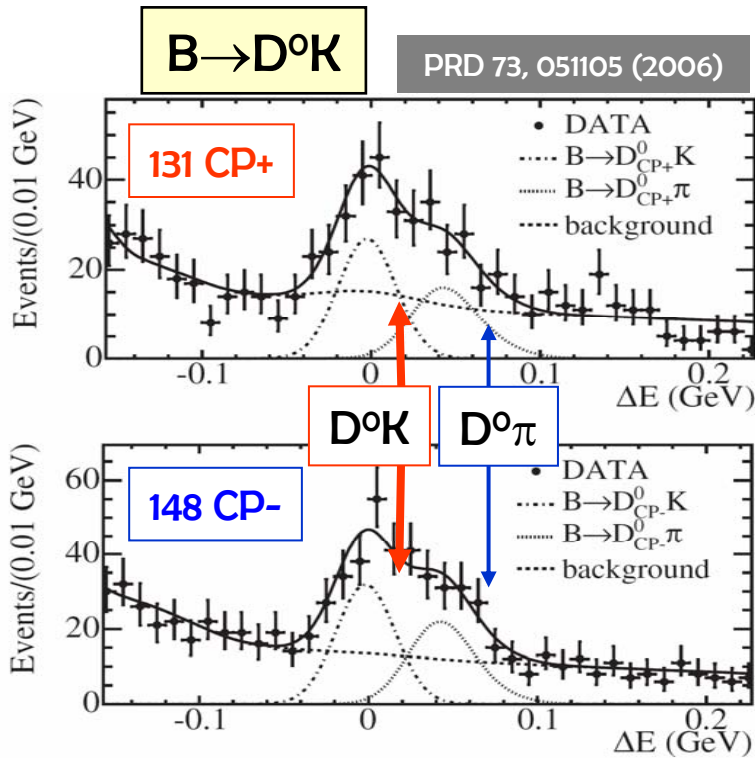 B→D⁰K
PRD 73, 051105 (2006)
Events/(0.01 GeV)
131 CP+
DATA
B→D⁰CP+K
B→D⁰CP+π
background
40
20
0
-0.1
0
0.1
0.2
ΔE (GeV)
D⁰K
D⁰π
Events/(0.01 GeV)
148 CP-
DATA
B→D⁰CP-K
B→D⁰CP-π
background
60
40
20
0
-0.1
0
0.1
0.2
ΔE (GeV)